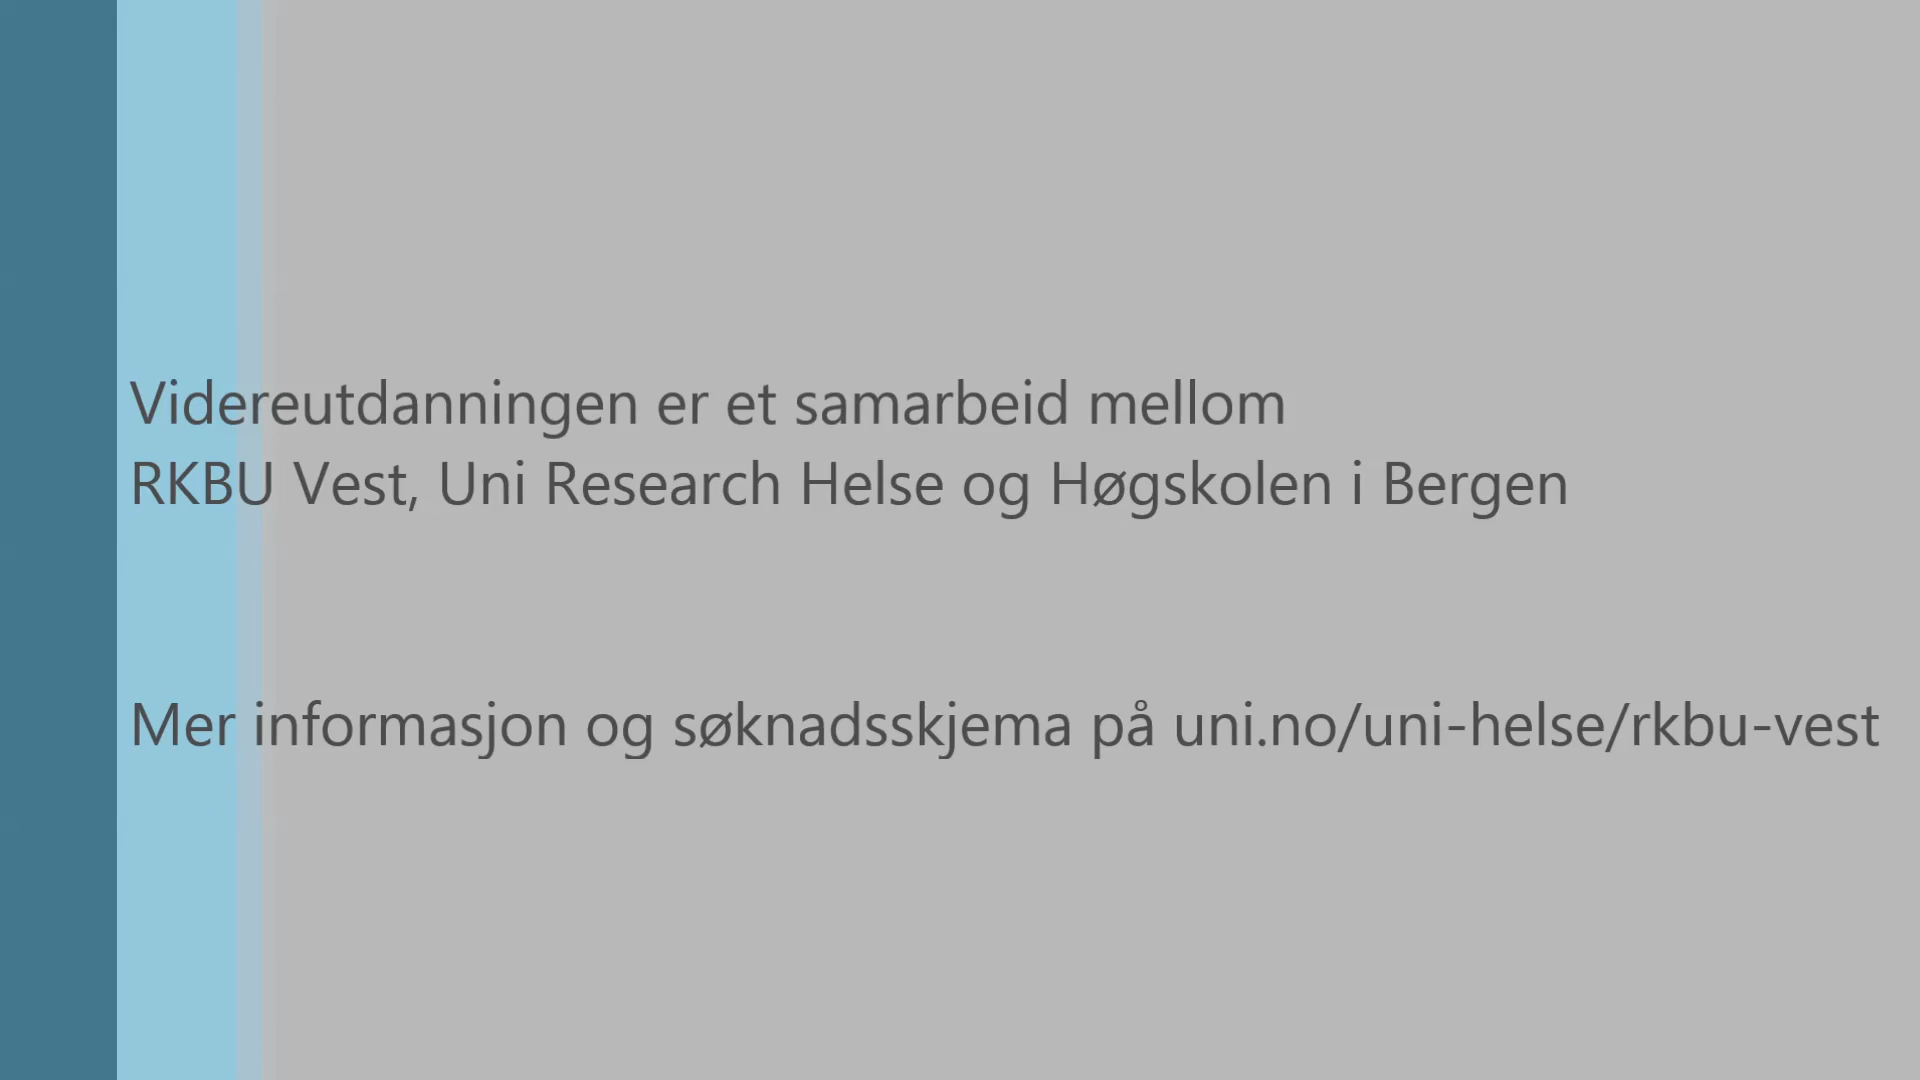 Videreutdanningen er et samarbeid mellom
RKBU Vest, Uni Research Helse og Høgskolen i Bergen
Mer informasjon og søknadsskjema på uni.no/uni-helse/rkbu-vest